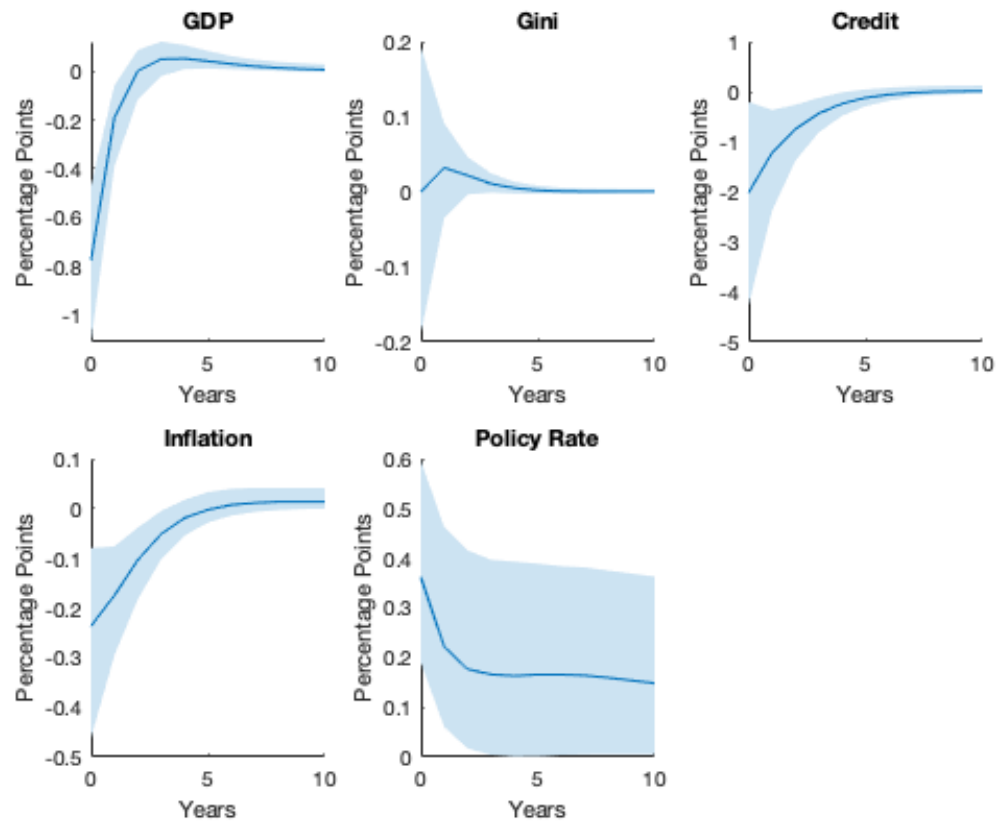 GDP
Percentage Points
0
-0.2
-0.4
-0.6
-0.8
-1
0 5 10
Years
Gini
Percentage Points
0.2
0.1
0
-0.1
-0.2
0 5 10
Years
Credit
Percentage Points
1
0
-1
-2
-3
-4
-5
0 5 10
Years
Inflation
Percentage Points
0.1
0
-0.1
-0.2
-0.3
-0.4
-0.5
0 5 10
Years
Policy Rate
Percentage Points
0.6
0.5
0.4
0.3
0.2
0.1
0
0 5 10
Years